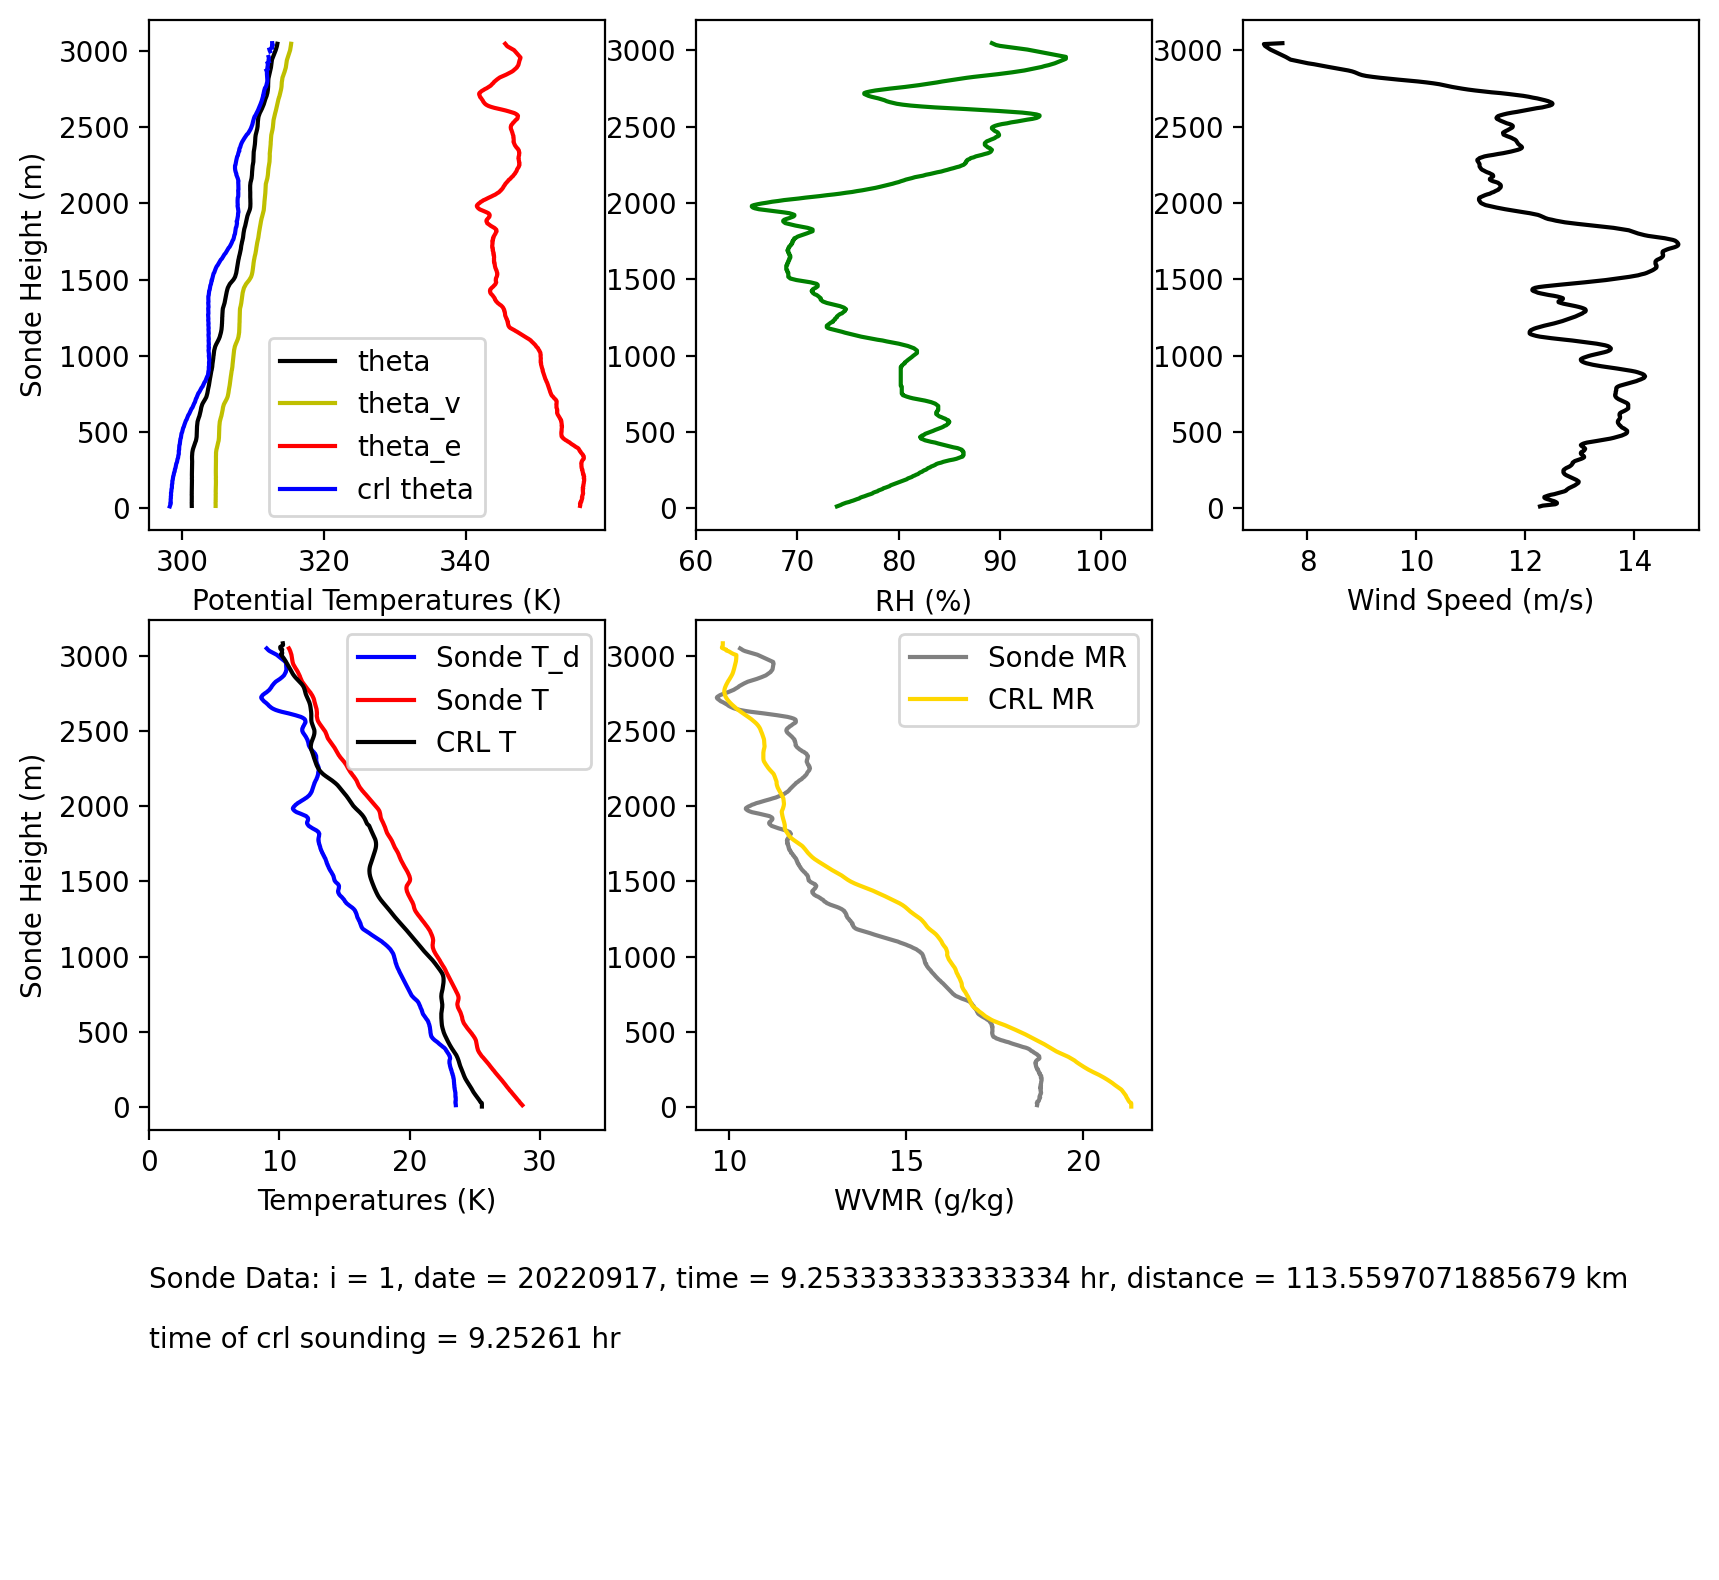 3000
2500
2000
1500
1000
500
0
Sonde Height (m)
300 320 340
Potential Temperatures (K)
theta
theta_v
theta_e
crl theta
3000
2500
2000
1500
1000
500
0
60 70 80 90 100
RH (%)
3000
2500
2000
1500
1000
500
0
8 10 12 14
Wind Speed (m/s)
3000
2500
2000
1500
1000
500
0
Sonde Height (m)
0 10 20 30
Temperatures (K)
Sonde T_d
Sonde T
CRL T
3000
2500
2000
1500
1000
500
0
10 15 20
WVMR (g/kg)
Sonde MR
CRL MR
Sonde Data: i = 1, date = 20220917, time = 9.253333333333334 hr, distance = 113.5597071885679 km
time of crl sounding = 9.25261 hr